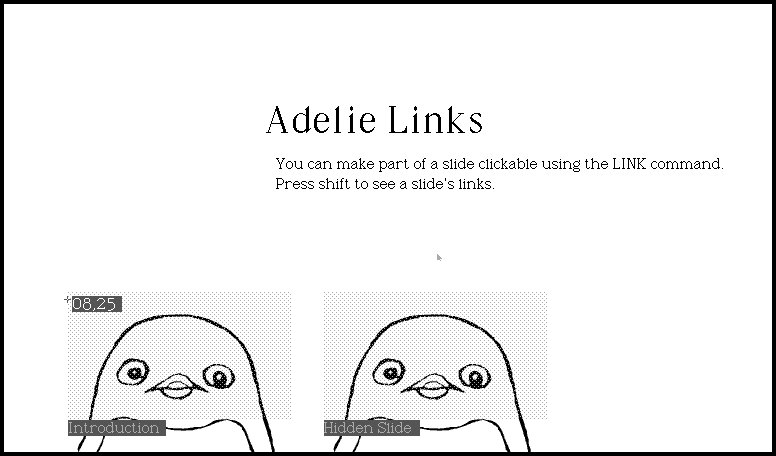 Adelie Links
You can make part of a slide clickable using the LINK command.
Press shift to see a slide's links.
08,25
Introduction
Hidden Slide